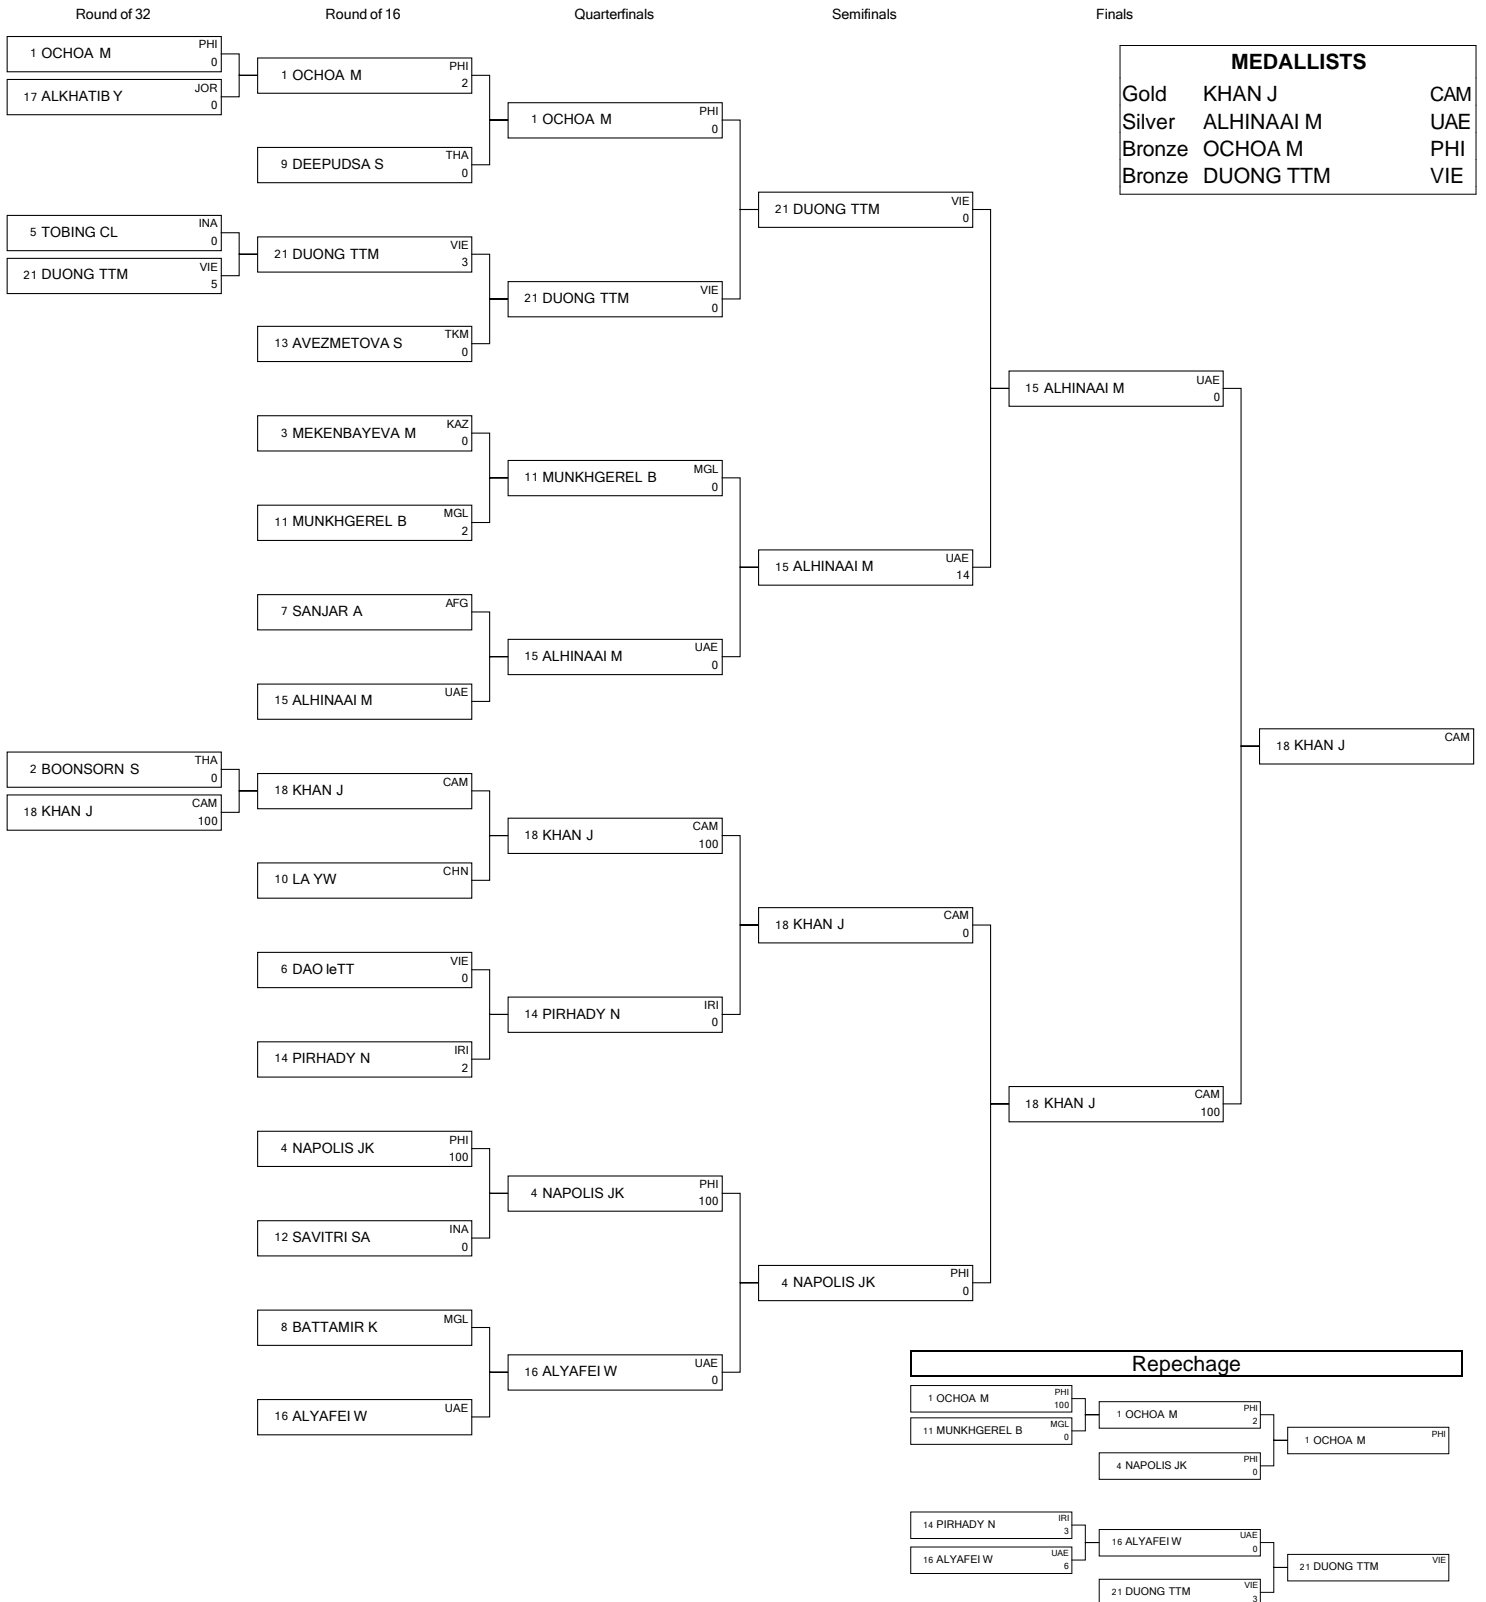 Round of 32 Round of 16 Quarterfinals Semifinals Finals
1 OCHOA M PHI 0
17 ALKHATIB Y JOR 0
5 TOBING CL INA 0
21 DUONG TTM VIE 5
2 BOONSORN S THA 0
18 KHAN J CAM 100
1 OCHOA M PHI 2
9 DEEPUDSA S THA 0
21 DUONG TTM VIE 3
13 AVEZMETOVA S TKM 0
3 MEKENBAYEVA M KAZ 0
11 MUNKHGEREL B MGL 2
7 SANJAR A AFG
15 ALHINAAI M UAE
18 KHAN J CAM
10 LA YW CHN
6 DAO leTT VIE 0
14 PIRHADY N IRI 2
4 NAPOLIS JK PHI 100
12 SAVITRI SA INA 0
8 BATTAMIR K MGL
16 ALYAFEI W UAE
1 OCHOA M PHI 0
21 DUONG TTM VIE 0
11 MUNKHGEREL B MGL 0
15 ALHINAAI M UAE 0
18 KHAN J CAM 100
14 PIRHADY N IRI 0
4 NAPOLIS JK PHI 100
16 ALYAFEI W UAE 0
21 DUONG TTM VIE 0
15 ALHINAAI M UAE 14
18 KHAN J CAM 0
4 NAPOLIS JK PHI 0
15 ALHINAAI M UAE 0
18 KHAN J CAM 100
18 KHAN J CAM
MEDALLISTS
Gold KHAN J CAM
Silver ALHINAAI M UAE
Bronze OCHOA M PHI
Bronze DUONG TTM VIE
Repechage
1 OCHOA M PHI 100
11 MUNKHGEREL B MGL 0
1 OCHOA M PHI 2
4 NAPOLIS JK PHI 0
1 OCHOA M PHI
14 PIRHADY N IRI 3
16 ALYAFEI W UAE 6
16 ALYAFEI W UAE 0
21 DUONG TTM VIE 3
21 DUONG TTM VIE